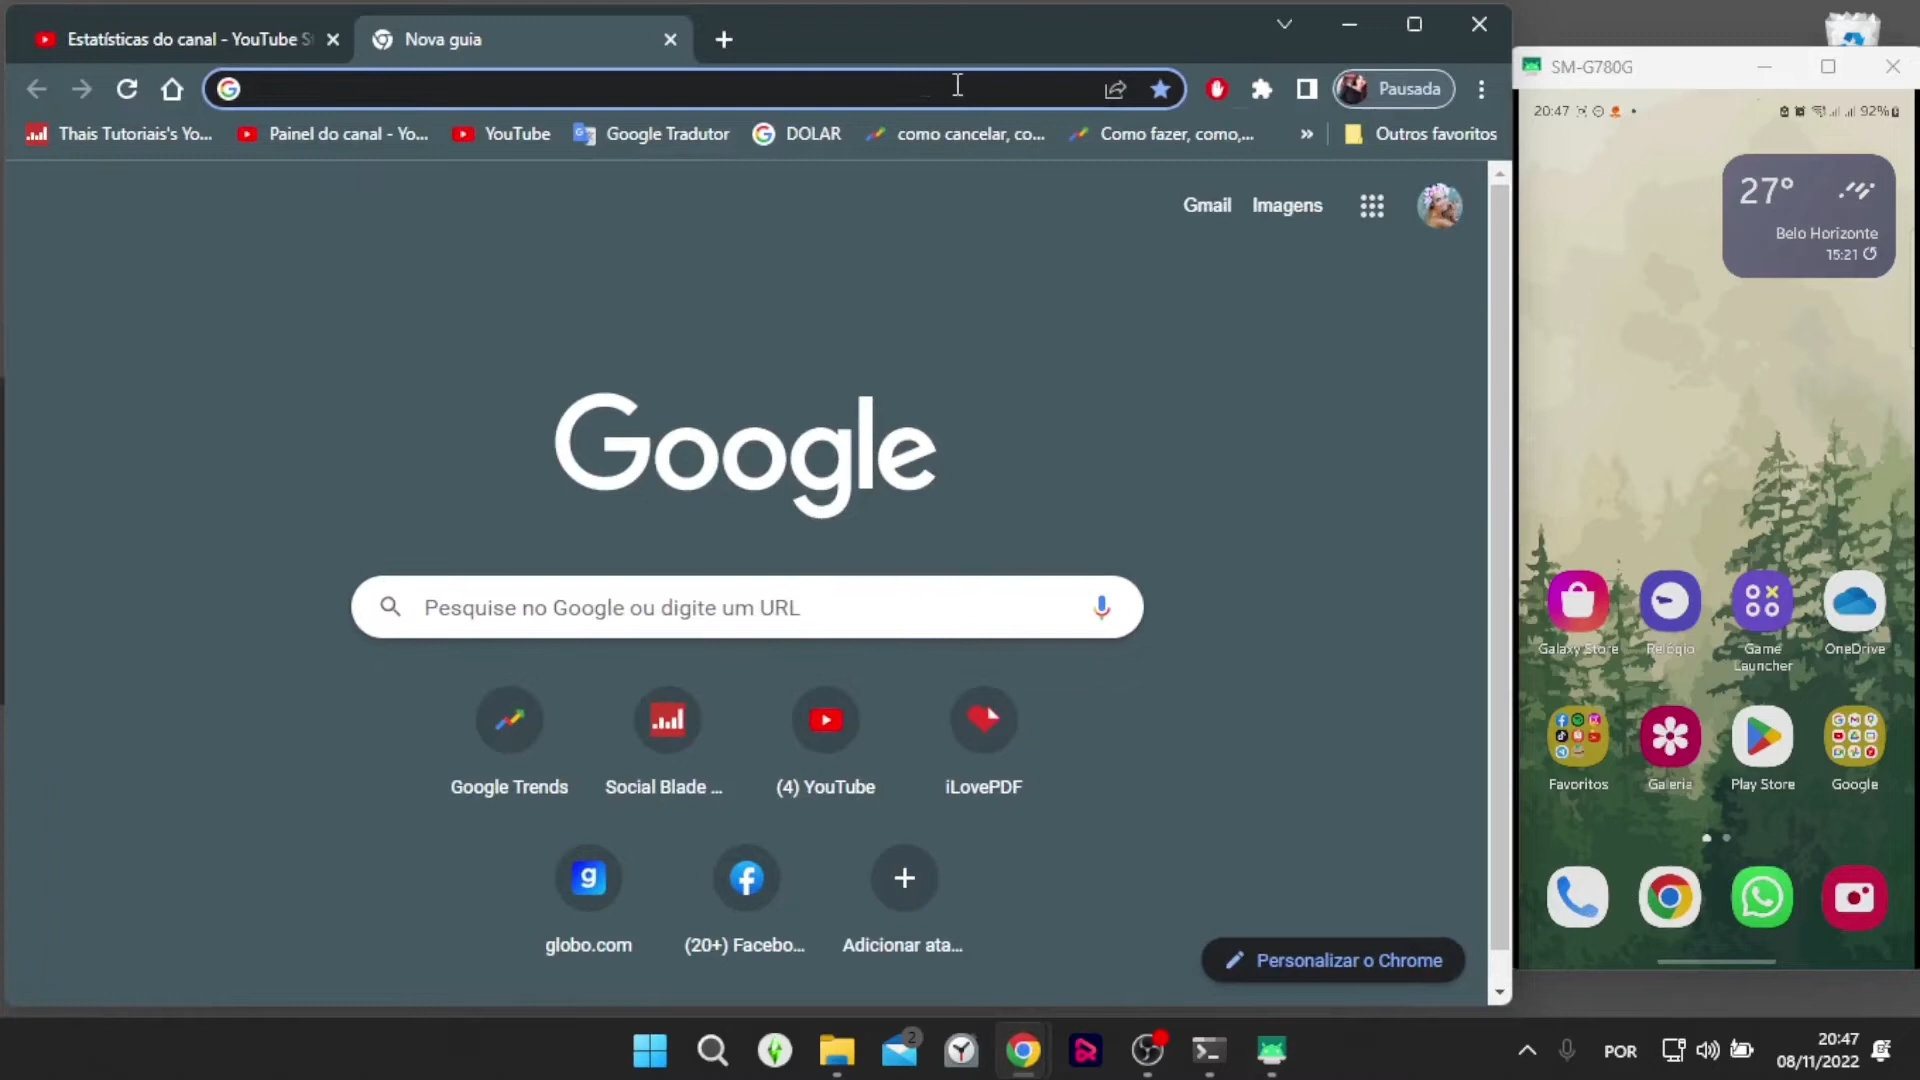 Estatísticas do canal - YouTube S
Nova guia
Pausada
Thais Tutoriais's Yo...
Painel do canal - Yo...
YouTube
Google Tradutor
DOLAR
como cancelar, co...
Como fazer, como,...
»
Outros favoritos
Gmail
Imagens
Google
Pesquise no Google ou digite um URL
Google Trends
Social Blade ...
(4) YouTube
iLovePDF
globo.com
(20+) Facebo...
Adicionar ata...
Personalizar o Chrome
SM-G780G
20:47
92%
27°
Belo Horizonte
15:21
Galaxy Store
Relógio
Game
Launcher
OneDrive
Favoritos
Galeria
Play Store
Google
2
POR
20:47
08/11/2022